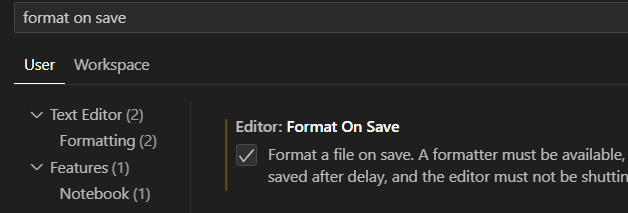 format on save
User Workspace
Text Editor (2)
Formatting (2)
Features (1)
Notebook (1)
Editor: Format On Save
Format a file on save. A formatter must be available,
saved after delay, and the editor must not be